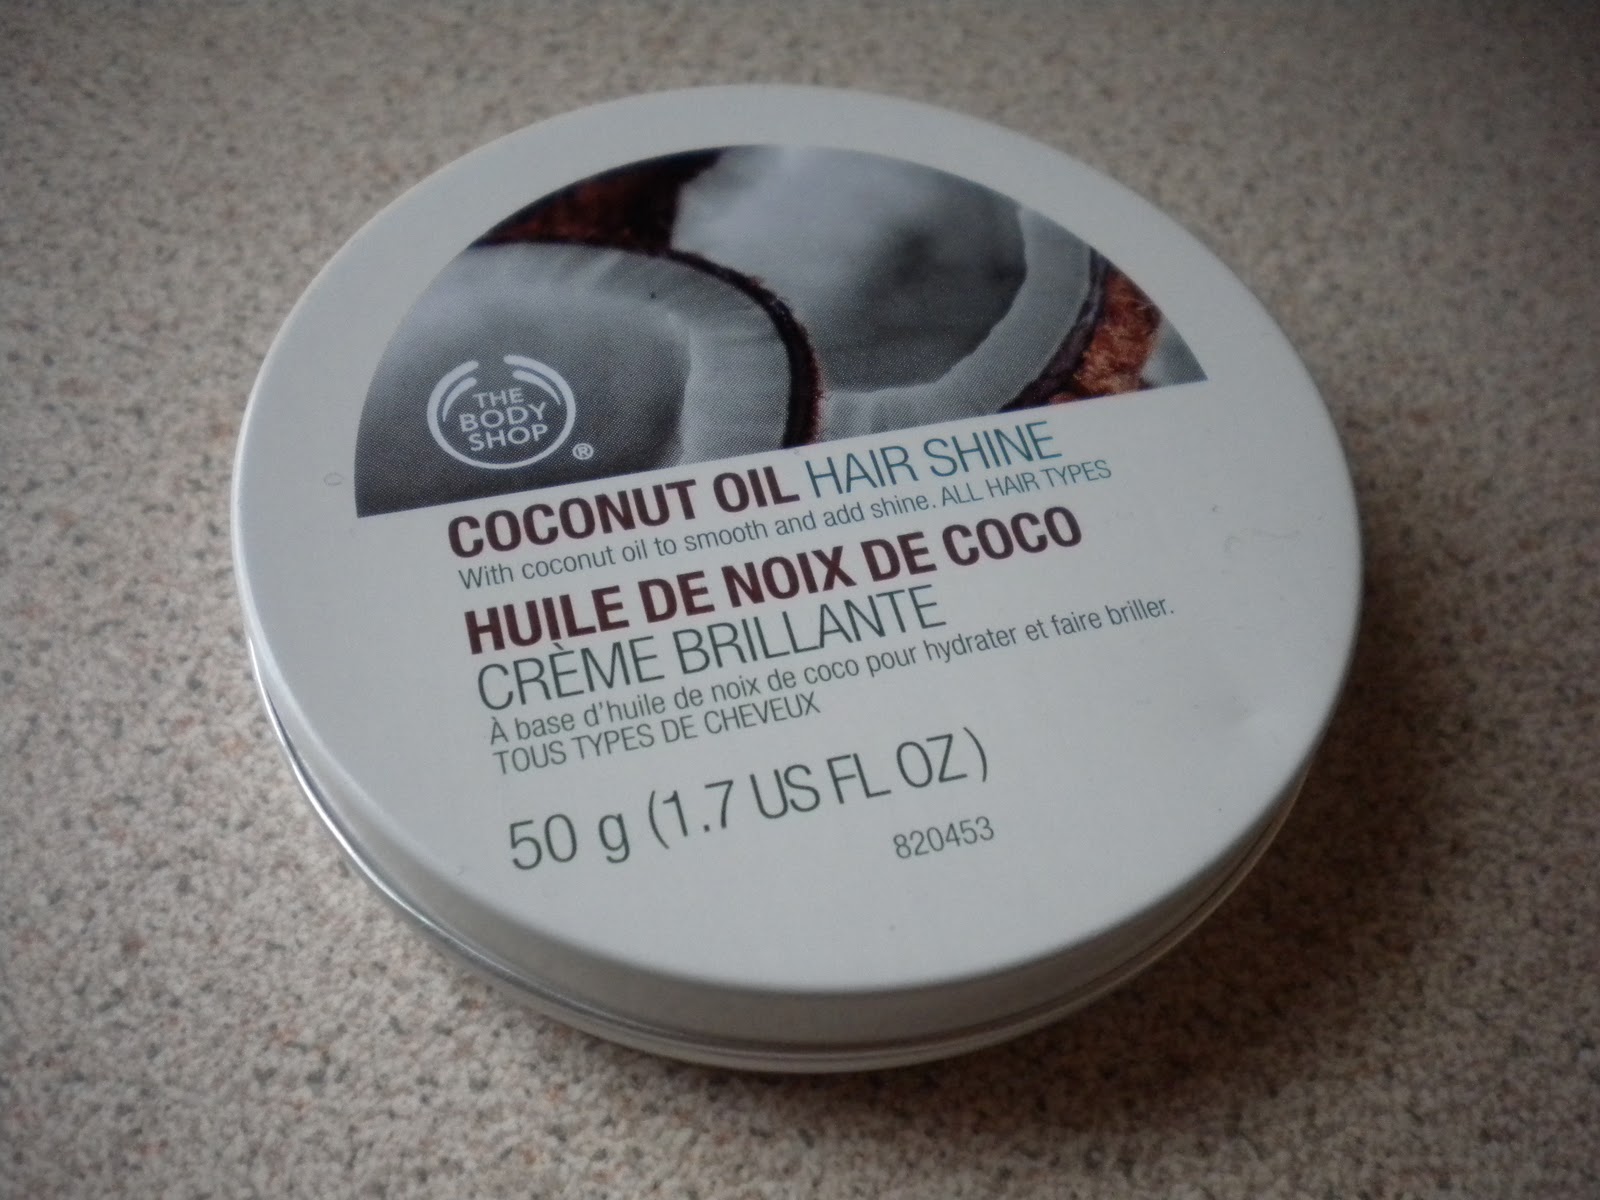 THE
BODY
SHOP
®
COCONUT OIL HAIR SHINE
With coconut oil to smooth and add shine. ALL HAIR TYPES
HUILE DE NOIX DE COCO
CRÈME BRILLANTE
À base d'huile de noix de coco pour hydrater et faire briller.
TOUS TYPES DE CHEVEUX
50 g (1.7 US FL OZ)
820453